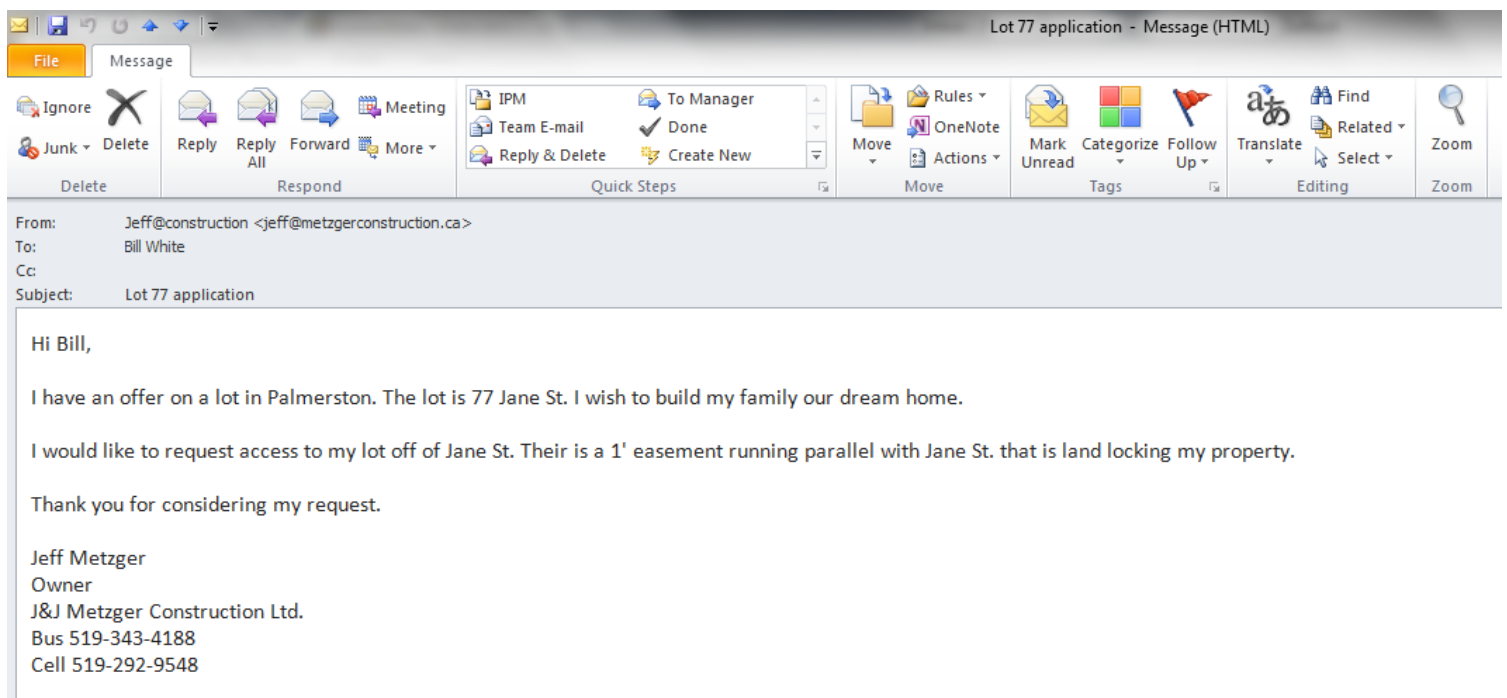 Lot 77 application - Message (HTML)
File Message
Ignore
Junk
Delete
Reply
Reply All
Forward
Meeting
More
IPM
Team E-mail
Reply & Delete
To Manager
Done
Create New
Move
Rules
OneNote
Actions
Mark Unread
Categorize
Follow Up
Translate
Find
Related
Select
Zoom
Delete Respond Quick Steps Move Tags Editing Zoom
From: Jeff@construction <jeff@metzgerconstruction.ca>
To: Bill White
Cc:
Subject: Lot 77 application
Hi Bill,
I have an offer on a lot in Palmerston. The lot is 77 Jane St. I wish to build my family our dream home.
I would like to request access to my lot off of Jane St. Their is a 1' easement running parallel with Jane St. that is land locking my property.
Thank you for considering my request.
Jeff Metzger
Owner
J&J Metzger Construction Ltd.
Bus 519-343-4188
Cell 519-292-9548